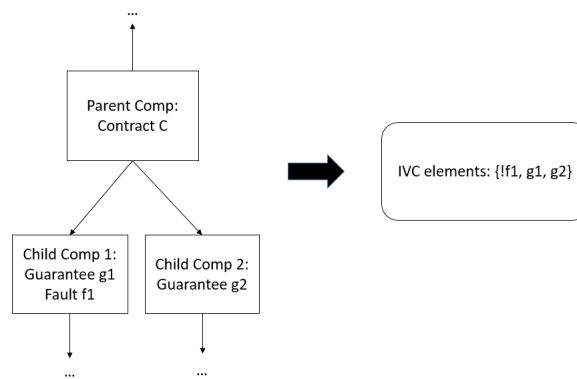 ...
Parent Comp:
Contract C
IVC elements: {!f1, g1, g2}
Child Comp 1:
Guarantee g1
Fault f1
Child Comp 2:
Guarantee g2
...
...